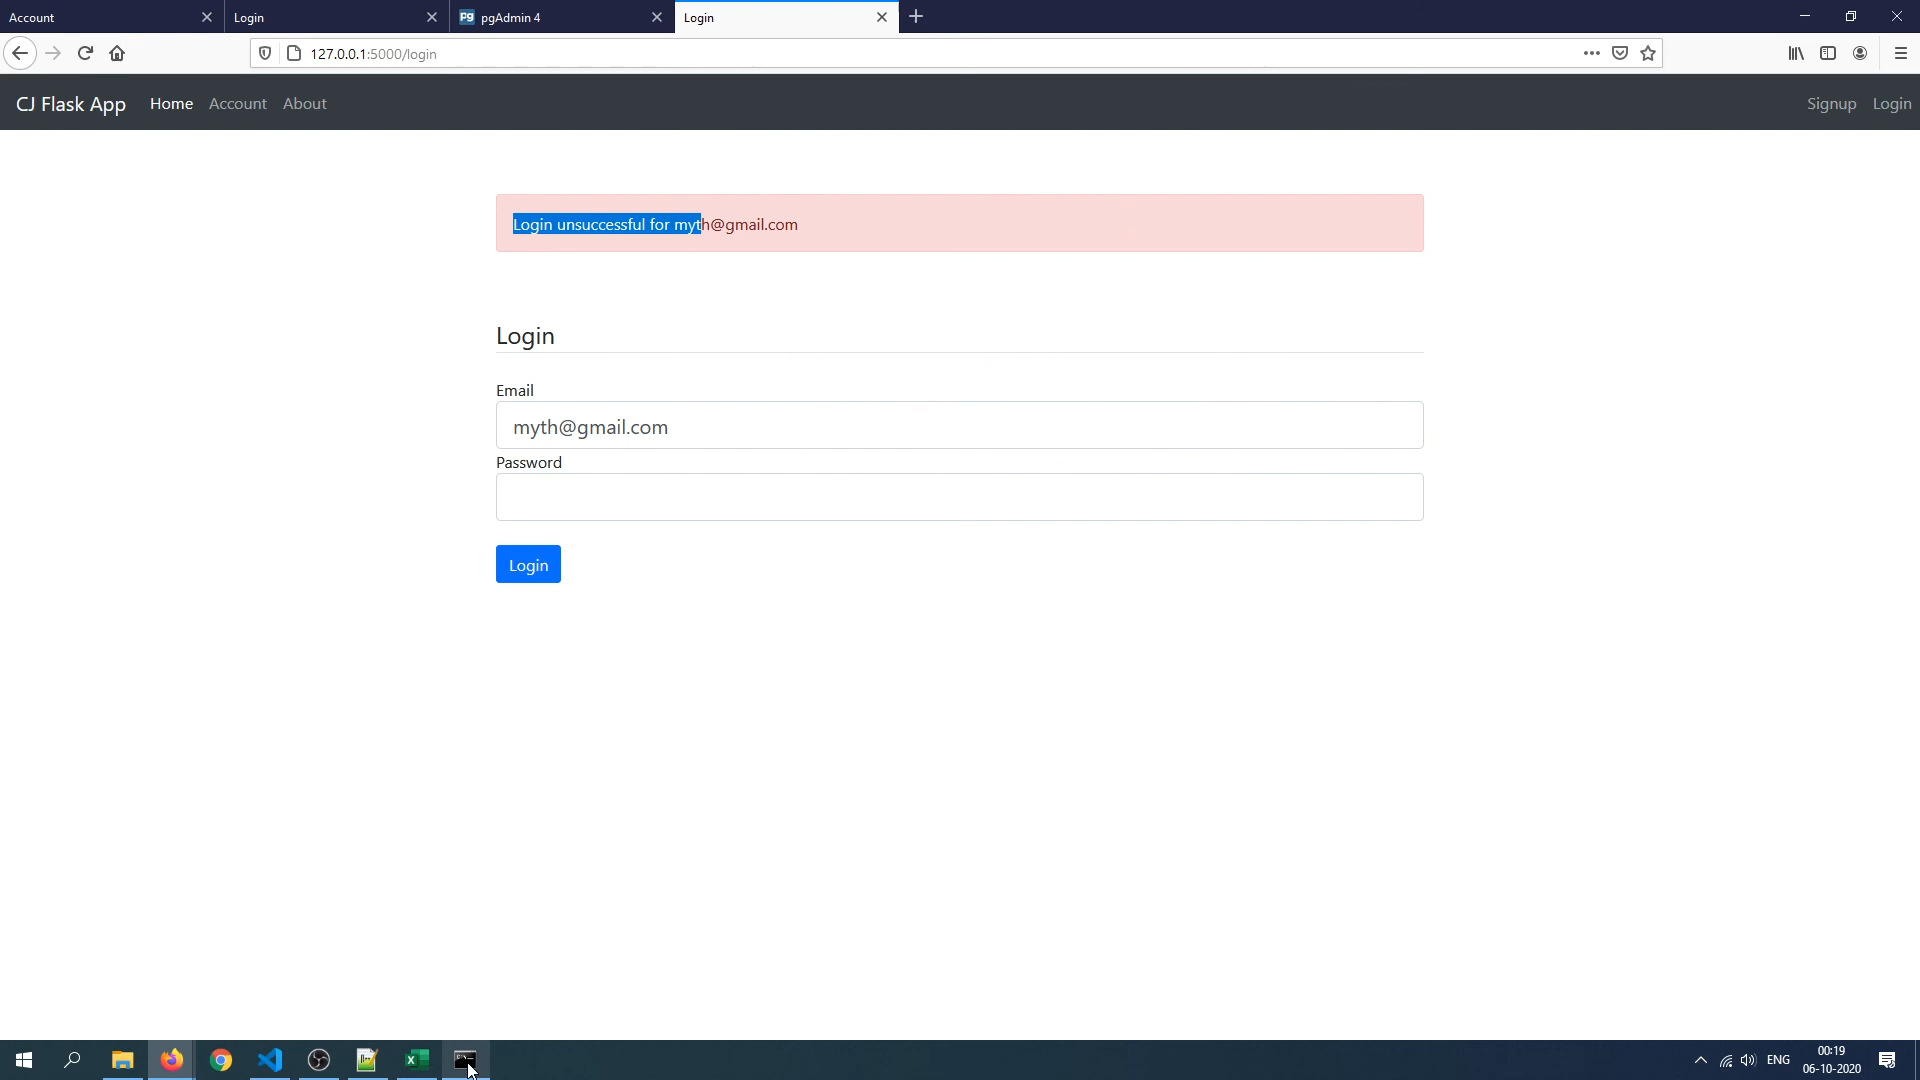 Account
Login
pgAdmin 4
Login
127.0.0.1:5000/login
CJ Flask App
Home
Account
About
Signup
Login
Login unsuccessful for myth@gmail.com
Login
Email
myth@gmail.com
Password
Login
ENG
00:19
06-10-2020